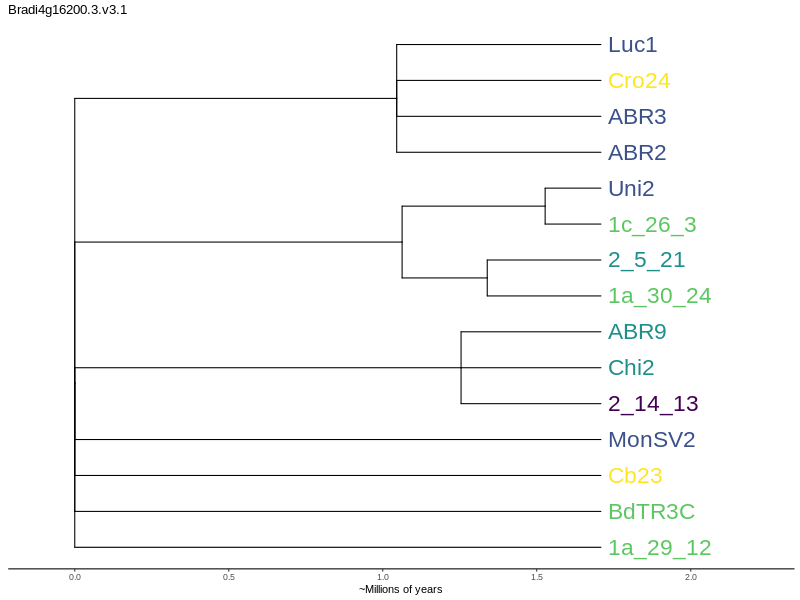 Bradi4g16200.3.v3.1
Luc1
Cro24
ABR3
ABR2
Uni2
1c_26_3
2_5_21
1a_30_24
ABR9
Chi2
2_14_13
MonSV2
Cb23
BdTR3C
1a_29_12
0.0 0.5 1.0 1.5 2.0
~Millions of years